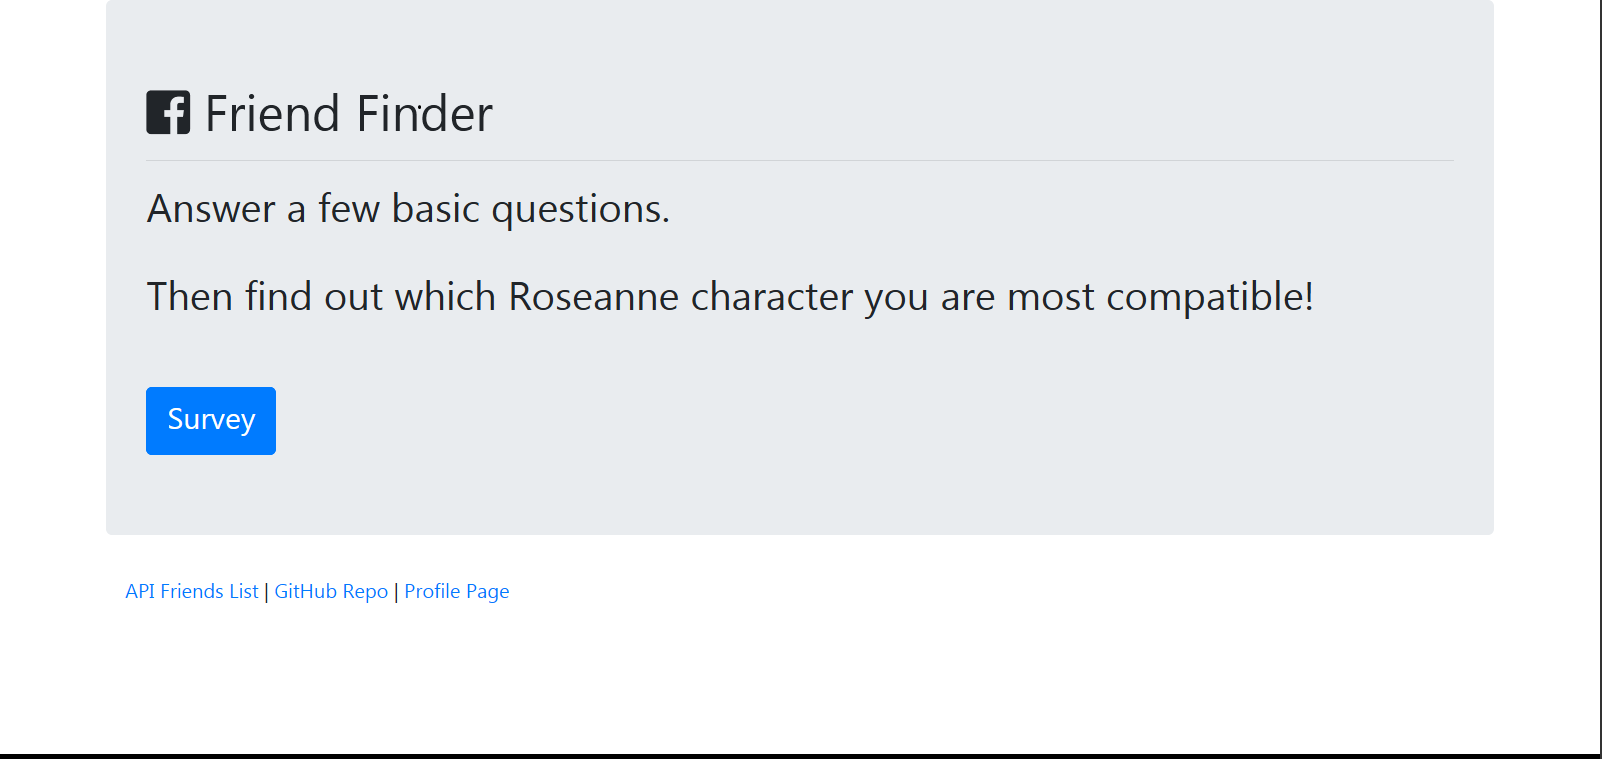 Friend Finder
Answer a few basic questions.
Then find out which Roseanne character you are most compatible!
Survey
API Friends List | GitHub Repo | Profile Page